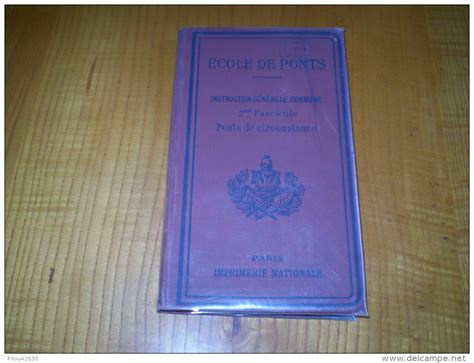 ÉCOLE DE PONTS
INSTRUCTION GÉNÉRALE COMMUNE
2me Fascicule
Ponts de circonstance
PARIS
IMPRIMERIE NATIONALE
Pilou42630
www.delcampe.net